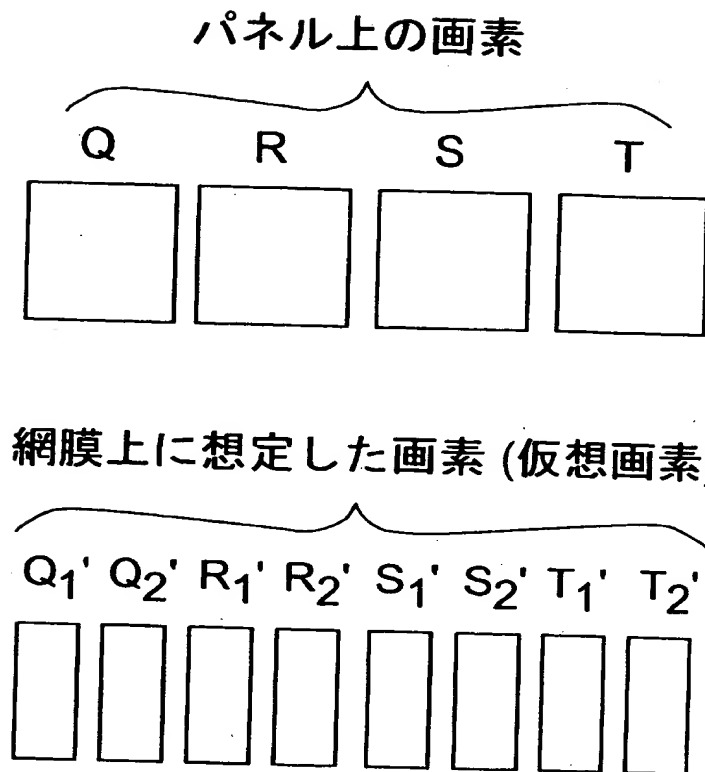 パネル上の画素
Q R S T
網膜上に想定した画素 (仮想画素)
Q1' Q2' R1' R2' S1' S2' T1' T2'